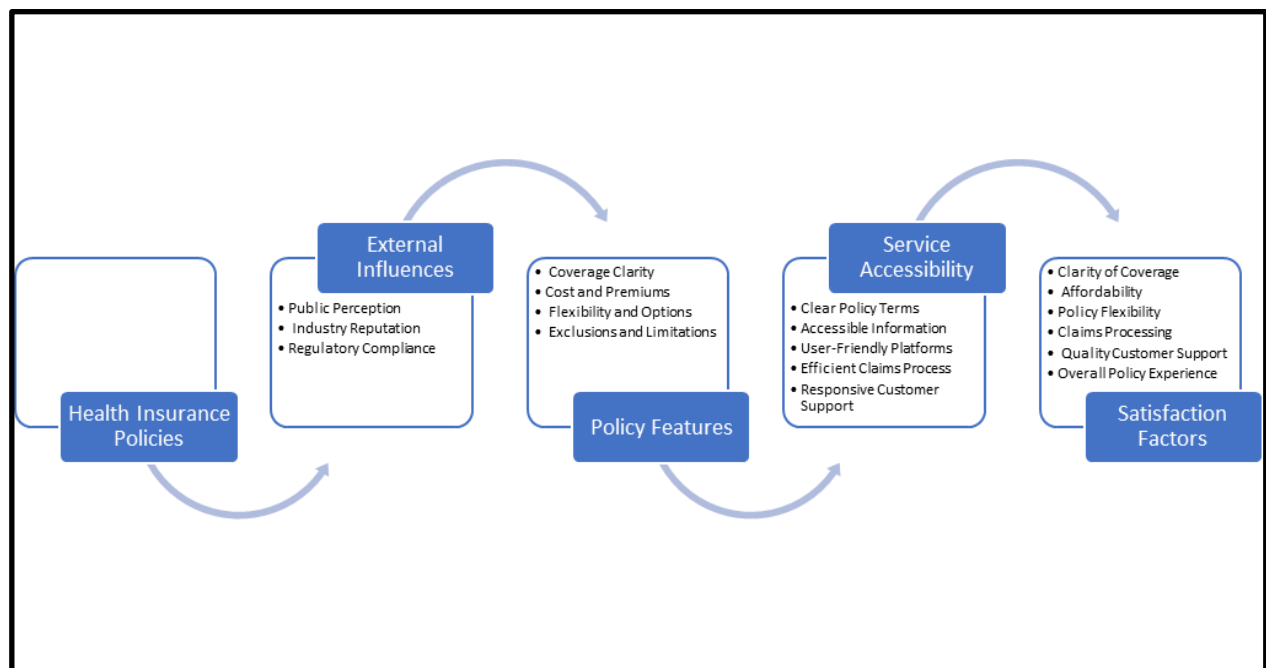 Health Insurance
Policies
External
Influences
• Public Perception
• Industry Reputation
• Regulatory Compliance
• Coverage Clarity
• Cost and Premiums
• Flexibility and Options
• Exclusions and Limitations
Policy Features
Service
Accessibility
• Clear Policy Terms
• Accessible Information
• User-Friendly Platforms
• Efficient Claims Process
• Responsive Customer
Support
• Clarity of Coverage
• Affordability
• Policy Flexibility
• Claims Processing
• Quality Customer Support
• Overall Policy Experience
Satisfaction
Factors